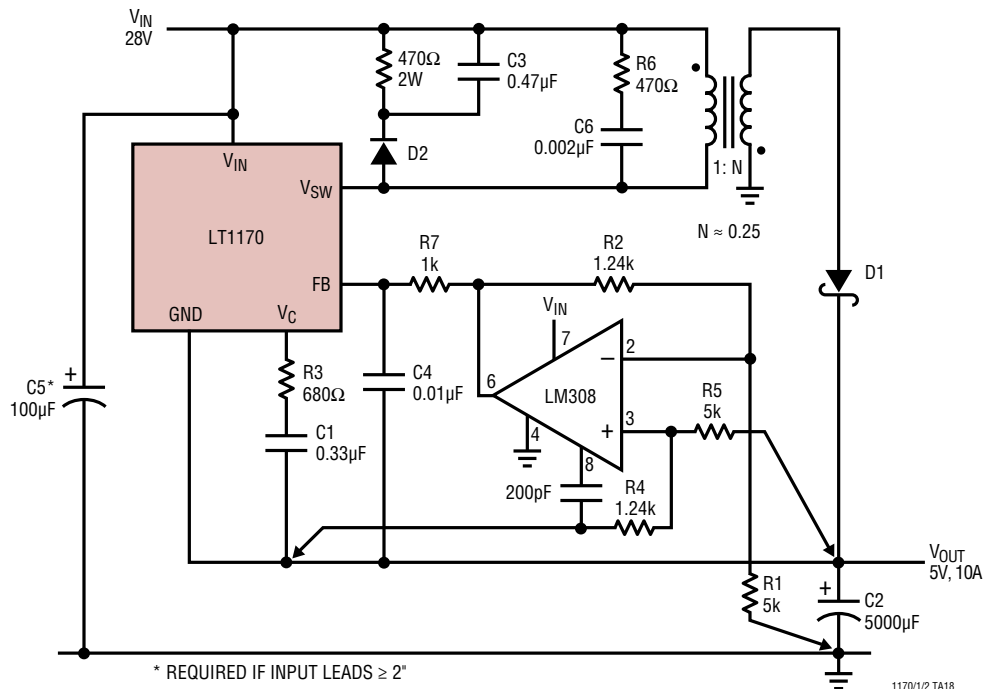 VIN
28V
470Ω
2W
C3
0.47µF
R6
470Ω
C6
0.002µF
D2
1: N
N ≈ 0.25
VIN
VSW
LT1170
FB
GND
VC
R7
1k
R2
1.24k
D1
VIN
7
2
–
6
LM308
3
+
4
8
R5
5k
C5*
100µF
+
R3
680Ω
C4
0.01µF
C1
0.33µF
200pF
R4
1.24k
VOUT
5V, 10A
R1
5k
+
C2
5000µF
* REQUIRED IF INPUT LEADS ≥ 2"
1170/1/2 TA18